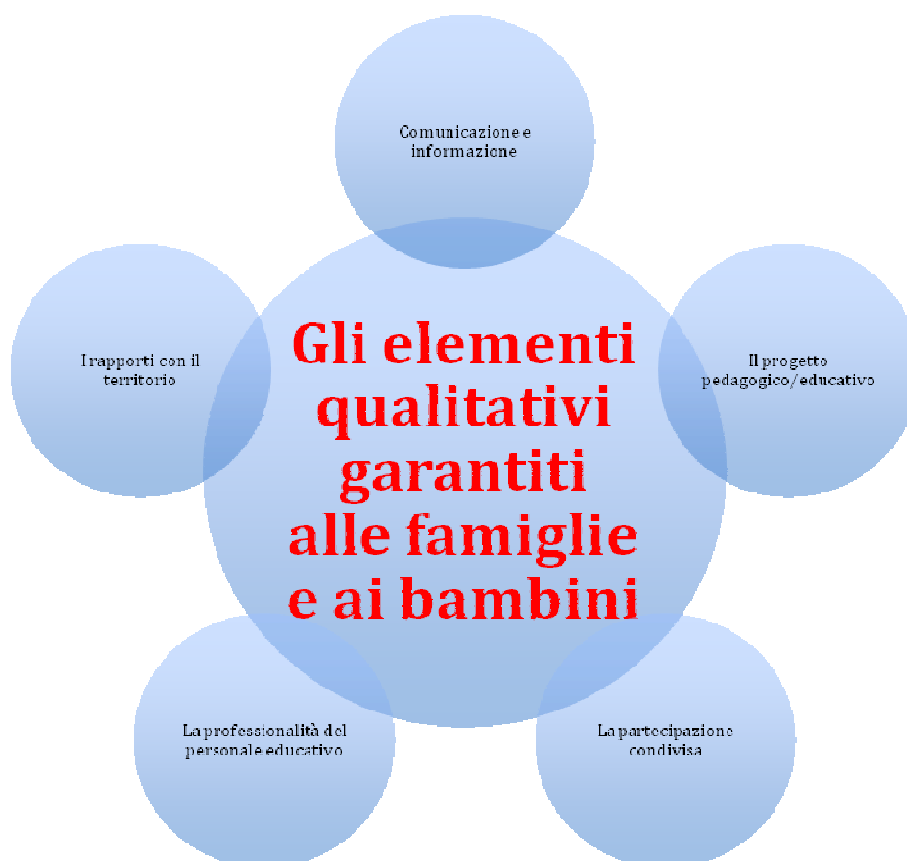 Comunicazione e
informazione
I rapporti con il
territorio
Gli elementi
qualitativi
garantiti
alle famiglie
e ai bambini
Il progetto
pedagogico/educativo
La professionalità del
personale educativo
La partecipazione
condivisa